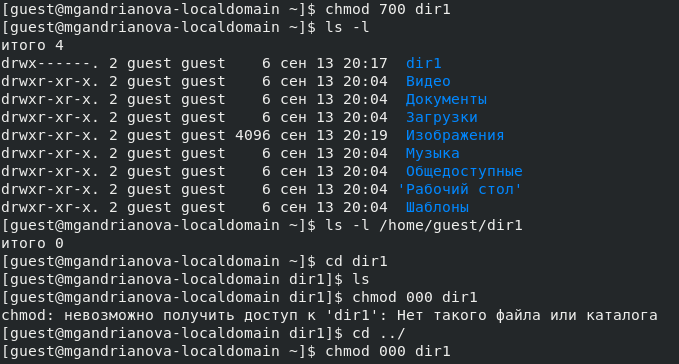 [guest@mgandrianova-localdomain ~]$ chmod 700 dir1
[guest@mgandrianova-localdomain ~]$ ls -l
итого 4
drwx------. 2 guest guest    6 сен 13 20:17  dir1
drwxr-xr-x. 2 guest guest    6 сен 13 20:04  Видео
drwxr-xr-x. 2 guest guest    6 сен 13 20:04  Документы
drwxr-xr-x. 2 guest guest    6 сен 13 20:04  Загрузки
drwxr-xr-x. 2 guest guest 4096 сен 13 20:19  Изображения
drwxr-xr-x. 2 guest guest    6 сен 13 20:04  Музыка
drwxr-xr-x. 2 guest guest    6 сен 13 20:04  Общедоступные
drwxr-xr-x. 2 guest guest    6 сен 13 20:04 'Рабочий стол'
drwxr-xr-x. 2 guest guest    6 сен 13 20:04  Шаблоны
[guest@mgandrianova-localdomain ~]$ ls -l /home/guest/dir1
итого 0
[guest@mgandrianova-localdomain ~]$ cd dir1
[guest@mgandrianova-localdomain dir1]$ ls
[guest@mgandrianova-localdomain dir1]$ chmod 000 dir1
chmod: невозможно получить доступ к 'dir1': Нет такого файла или каталога
[guest@mgandrianova-localdomain dir1]$ cd ../
[guest@mgandrianova-localdomain ~]$ chmod 000 dir1